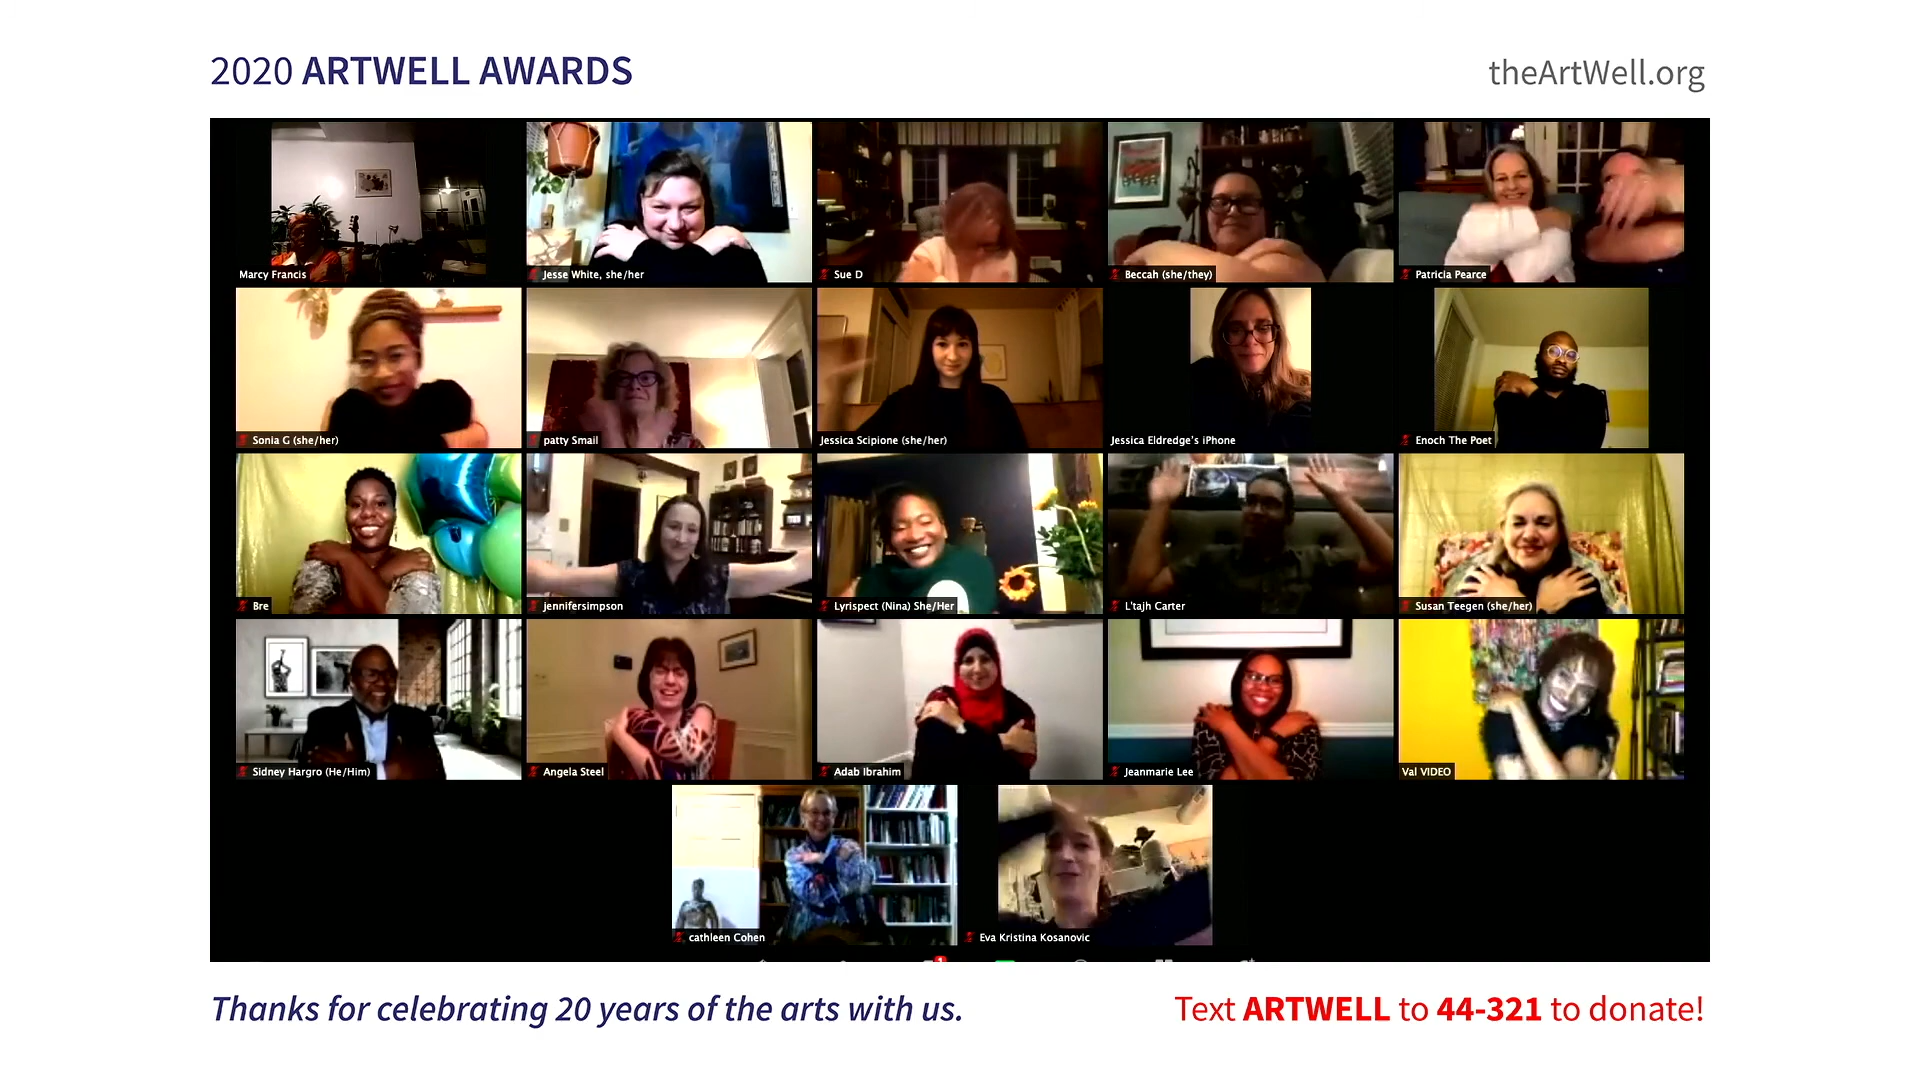 2020 ARTWELL AWARDS
theArtWell.org
Marcy Francis
Jesse White, she/her
Sue D
Beccah (she/they)
Patricia Pearce
Sonia G (she/her)
patty Smail
Jessica Scipione (she/her)
Jessica Eldredge's iPhone
Enoch The Poet
Bre
jennifersimpson
Lyrispect (Nina) She/Her
L'tajh Carter
Susan Teegen (she/her)
Sidney Hargro (He/Him)
Angela Steel
Adab Ibrahim
Jeanmarie Lee
Val VIDEO
cathleen Cohen
Eva Kristina Kosanovic
1
Thanks for celebrating 20 years of the arts with us.
Text ARTWELL to 44-321 to donate!